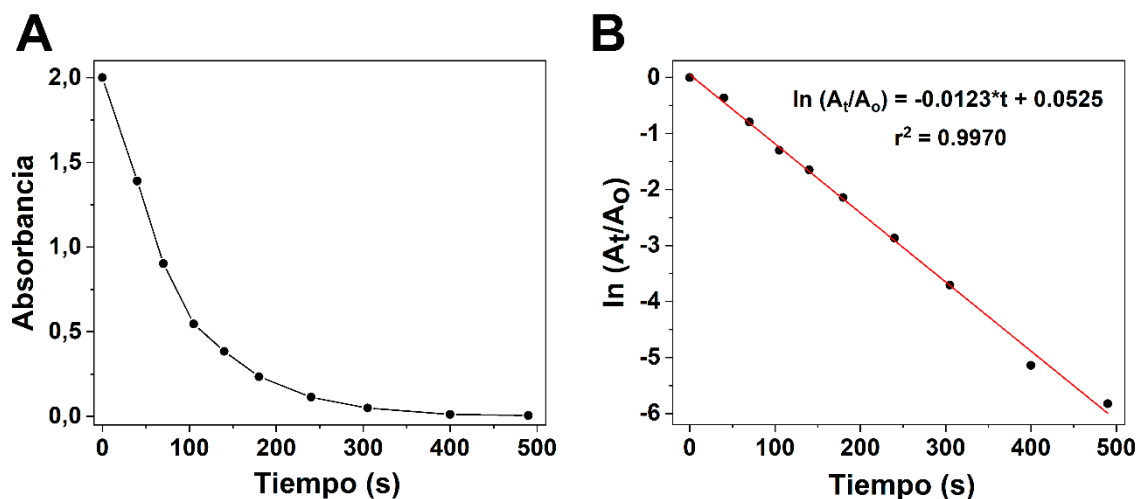 A
Absorbancia
2,0
1,5
1,0
0,5
0,0
0 100 200 300 400 500
Tiempo (s)
B
ln (At/Ao)
0
-1
-2
-3
-4
-5
-6
ln (At/Ao) = -0.0123*t + 0.0525
r² = 0.9970
0 100 200 300 400 500
Tiempo (s)